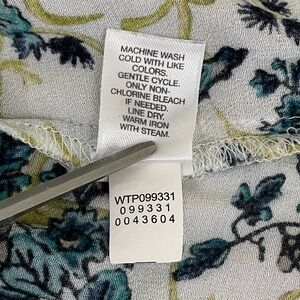 MACHINE WASH
COLD WITH LIKE
COLORS.
GENTLE CYCLE.
ONLY NON-
CHLORINE BLEACH
IF NEEDED.
LINE DRY.
WARM IRON
WITH STEAM.
WTP099331
099331
0043604